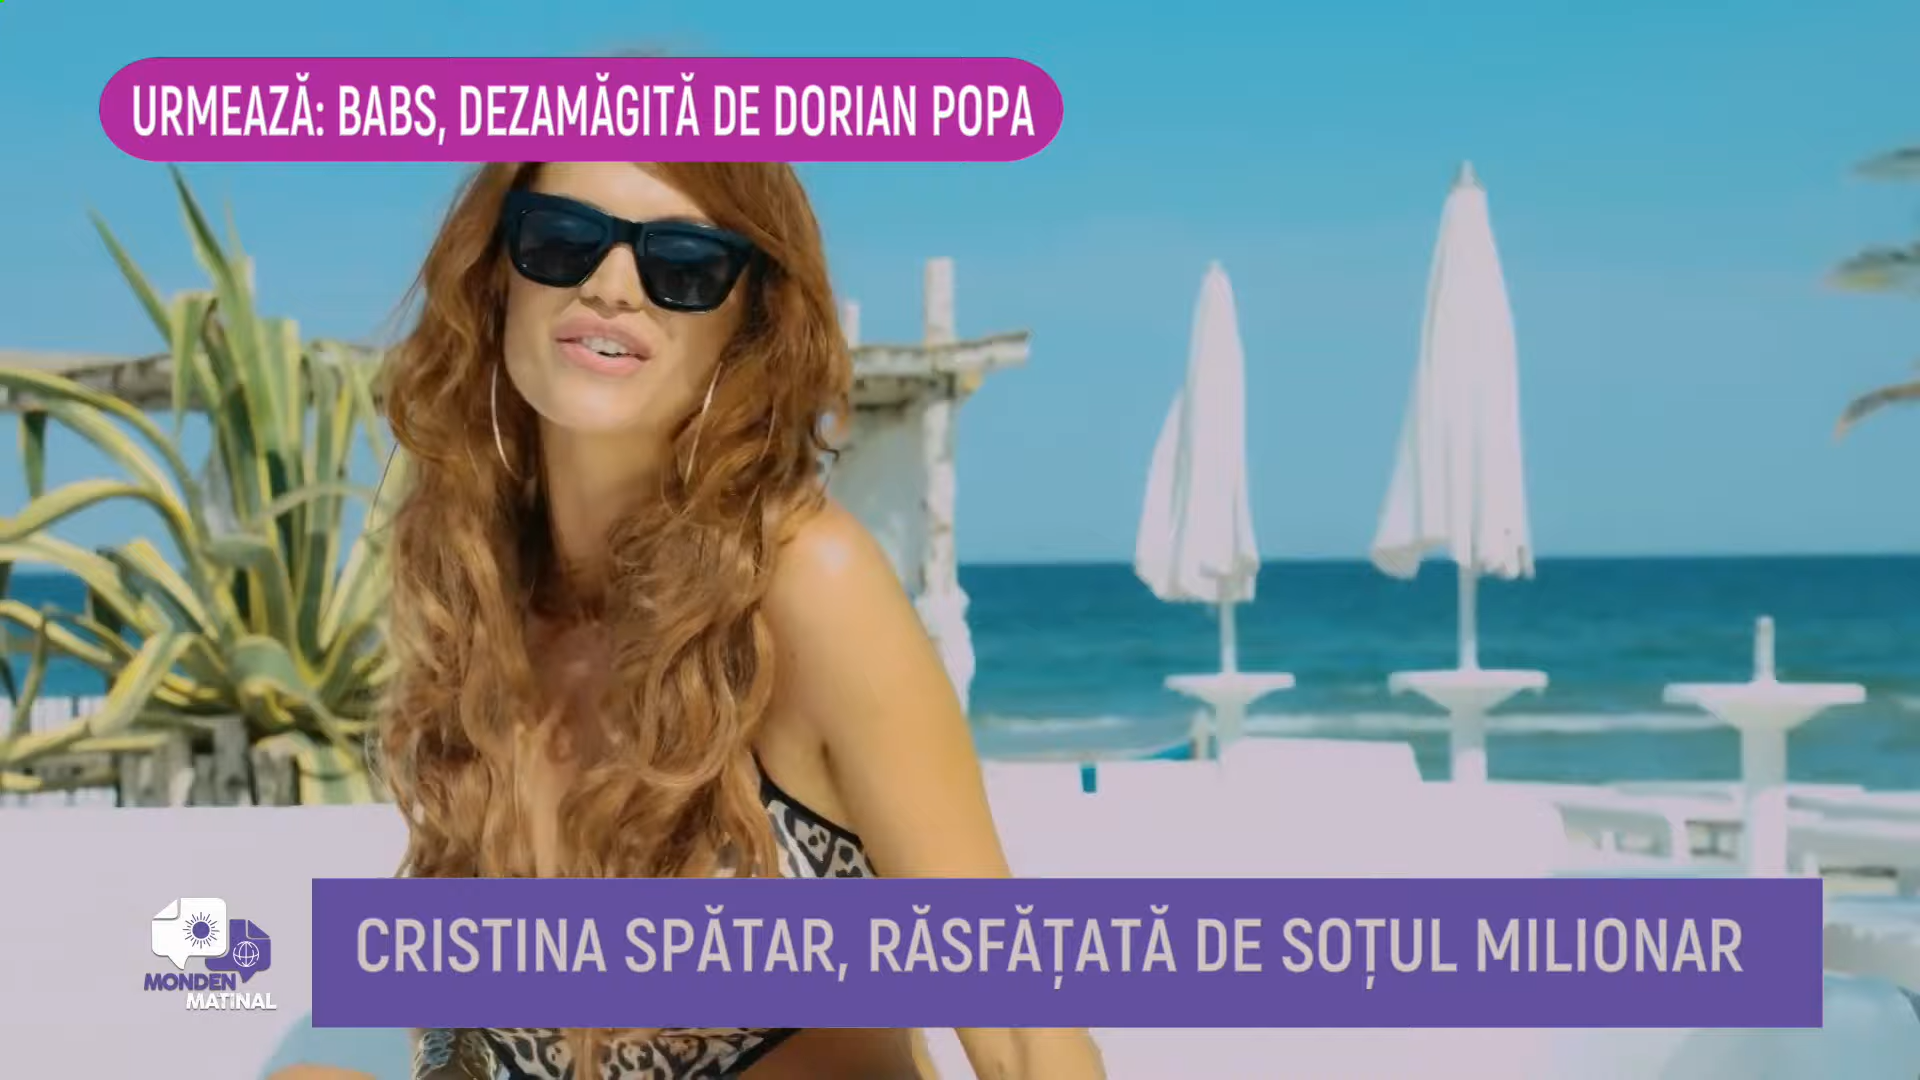 URMEAZĂ: BABS, DEZAMĂGITĂ DE DORIAN POPA
CRISTINA SPĂTAR, RĂSFĂȚATĂ DE SOȚUL MILIONAR
MONDEN
MATINAL